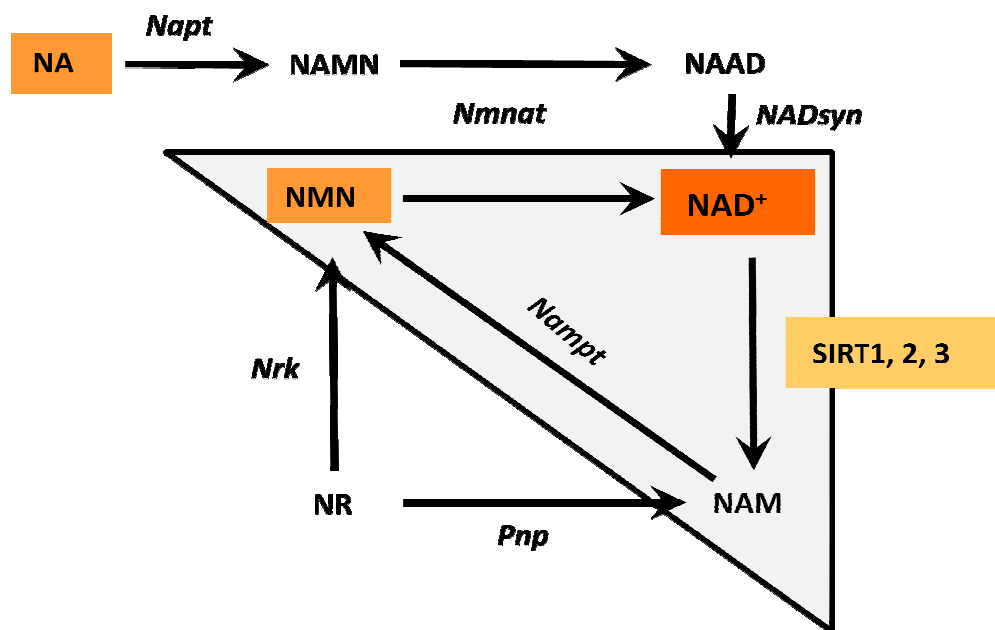 Napt
NA
NAMN
NAAD
Nmnat
NADsyn
NMN
NAD⁺
Nampt
SIRT1, 2, 3
Nrk
NR
NAM
Pnp